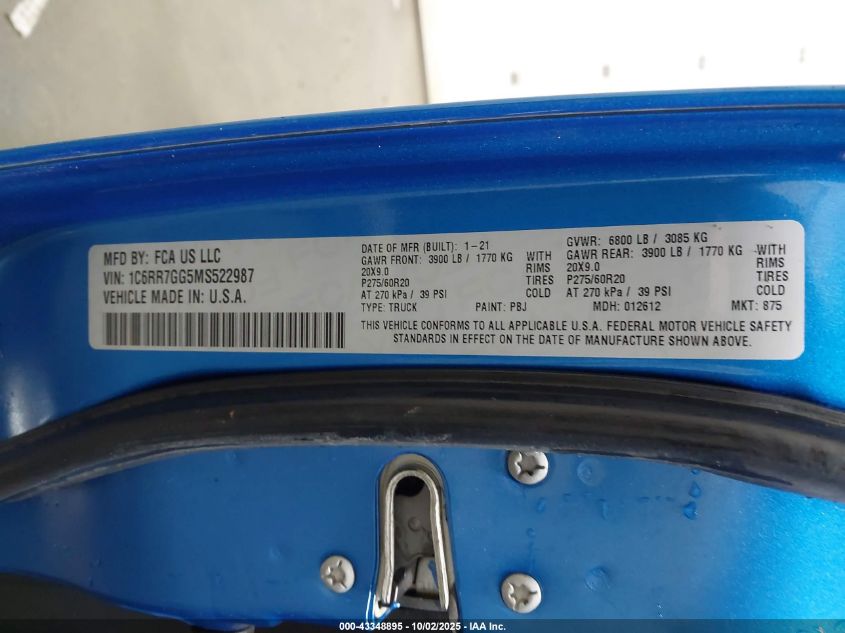 MFD BY: FCA US LLC
VIN: 1C6RR7GG5MS522987
VEHICLE MADE IN: U.S.A.
DATE OF MFR (BUILT): 1-21
GAWR FRONT: 3900 LB / 1770 KG WITH
20X9.0 RIMS
P275/60R20 TIRES
AT 270 kPa / 39 PSI COLD
TYPE: TRUCK PAINT: PBJ
GVWR: 6800 LB / 3085 KG
GAWR REAR: 3900 LB / 1770 KG WITH
20X9.0 RIMS
P275/60R20 TIRES
AT 270 kPa / 39 PSI COLD
MDH: 012612 MKT: 875
THIS VEHICLE CONFORMS TO ALL APPLICABLE U.S.A. FEDERAL MOTOR VEHICLE SAFETY
STANDARDS IN EFFECT ON THE DATE OF MANUFACTURE SHOWN ABOVE.
000-43348895 - 10/02/2025 - IAA Inc.